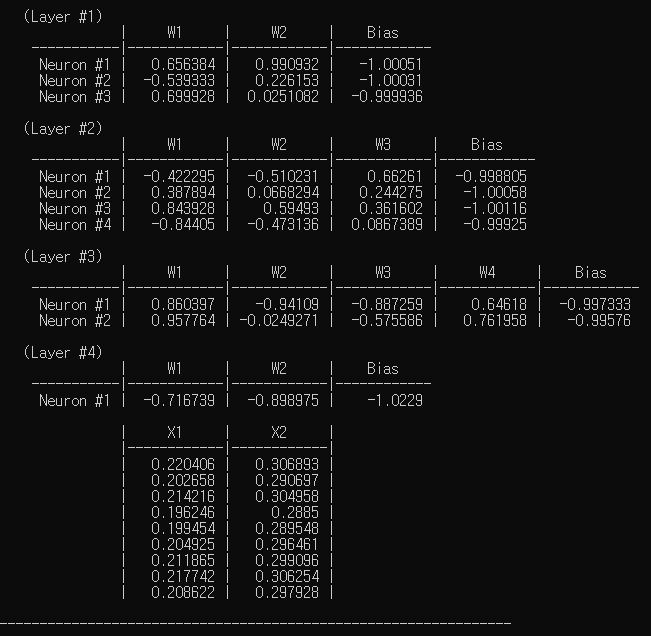 (Layer #1)
| W1 | W2 | Bias
-----------|------------|------------|------------
Neuron #1 | 0.656384 | 0.990932 | -1.00051
Neuron #2 | -0.539333 | 0.226153 | -1.00031
Neuron #3 | 0.699928 | 0.0251082 | -0.999936
(Layer #2)
| W1 | W2 | W3 | Bias
-----------|------------|------------|------------|------------
Neuron #1 | -0.422295 | -0.510231 | 0.66261 | -0.998805
Neuron #2 | 0.387894 | 0.0668294 | 0.244275 | -1.00058
Neuron #3 | 0.843928 | 0.59493 | 0.361602 | -1.00116
Neuron #4 | -0.84405 | -0.473136 | 0.0867389 | -0.99925
(Layer #3)
| W1 | W2 | W3 | W4 | Bias
-----------|------------|------------|------------|------------|------------
Neuron #1 | 0.860397 | -0.94109 | -0.887259 | 0.64618 | -0.997333
Neuron #2 | 0.957764 | -0.0249271 | -0.575586 | 0.761958 | -0.99576
(Layer #4)
| W1 | W2 | Bias
-----------|------------|------------|------------
Neuron #1 | -0.716739 | -0.898975 | -1.0229
| X1 | X2 |
|------------|------------|
| 0.220406 | 0.306893 |
| 0.202658 | 0.290697 |
| 0.214216 | 0.304958 |
| 0.196246 | 0.2885 |
| 0.199454 | 0.289548 |
| 0.204925 | 0.296461 |
| 0.211865 | 0.299096 |
| 0.217742 | 0.306254 |
| 0.208622 | 0.297928 |
----------------------------------------------------------------